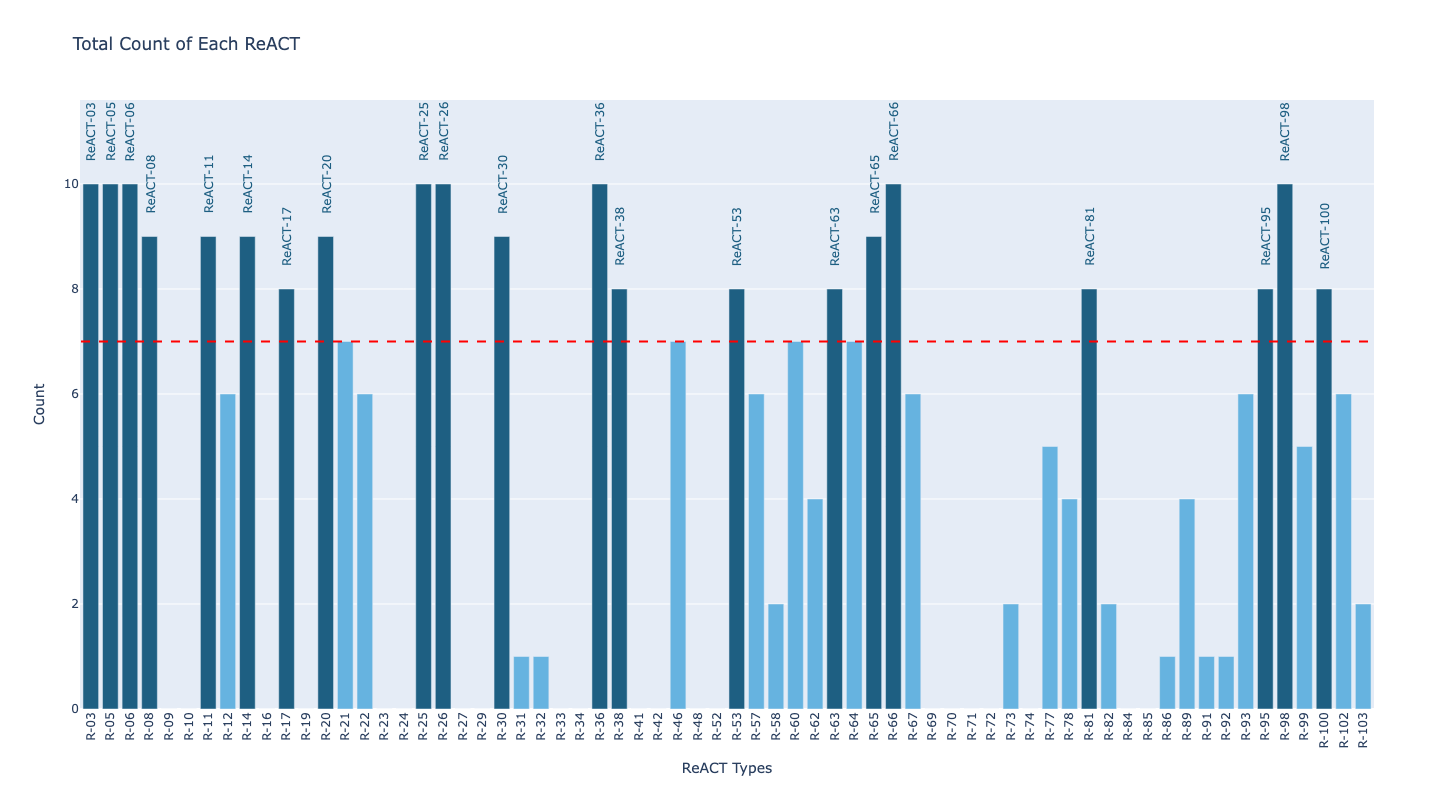 Total Count of Each ReACT
ReACT-03
ReACT-05
ReACT-06
ReACT-08
ReACT-11
ReACT-14
ReACT-17
ReACT-20
ReACT-25
ReACT-26
ReACT-30
ReACT-36
ReACT-38
ReACT-53
ReACT-63
ReACT-65
ReACT-66
ReACT-81
ReACT-95
ReACT-98
ReACT-100
10
8
6
4
2
0
Count
R-03
R-05
R-06
R-08
R-09
R-10
R-11
R-12
R-14
R-16
R-17
R-19
R-20
R-21
R-22
R-23
R-24
R-25
R-26
R-27
R-29
R-30
R-31
R-32
R-33
R-34
R-36
R-38
R-41
R-42
R-46
R-48
R-52
R-53
R-57
R-58
R-60
R-62
R-63
R-64
R-65
R-66
R-67
R-69
R-70
R-71
R-72
R-73
R-74
R-77
R-78
R-81
R-82
R-84
R-85
R-86
R-89
R-91
R-92
R-93
R-95
R-98
R-99
R-100
R-102
R-103
ReACT Types